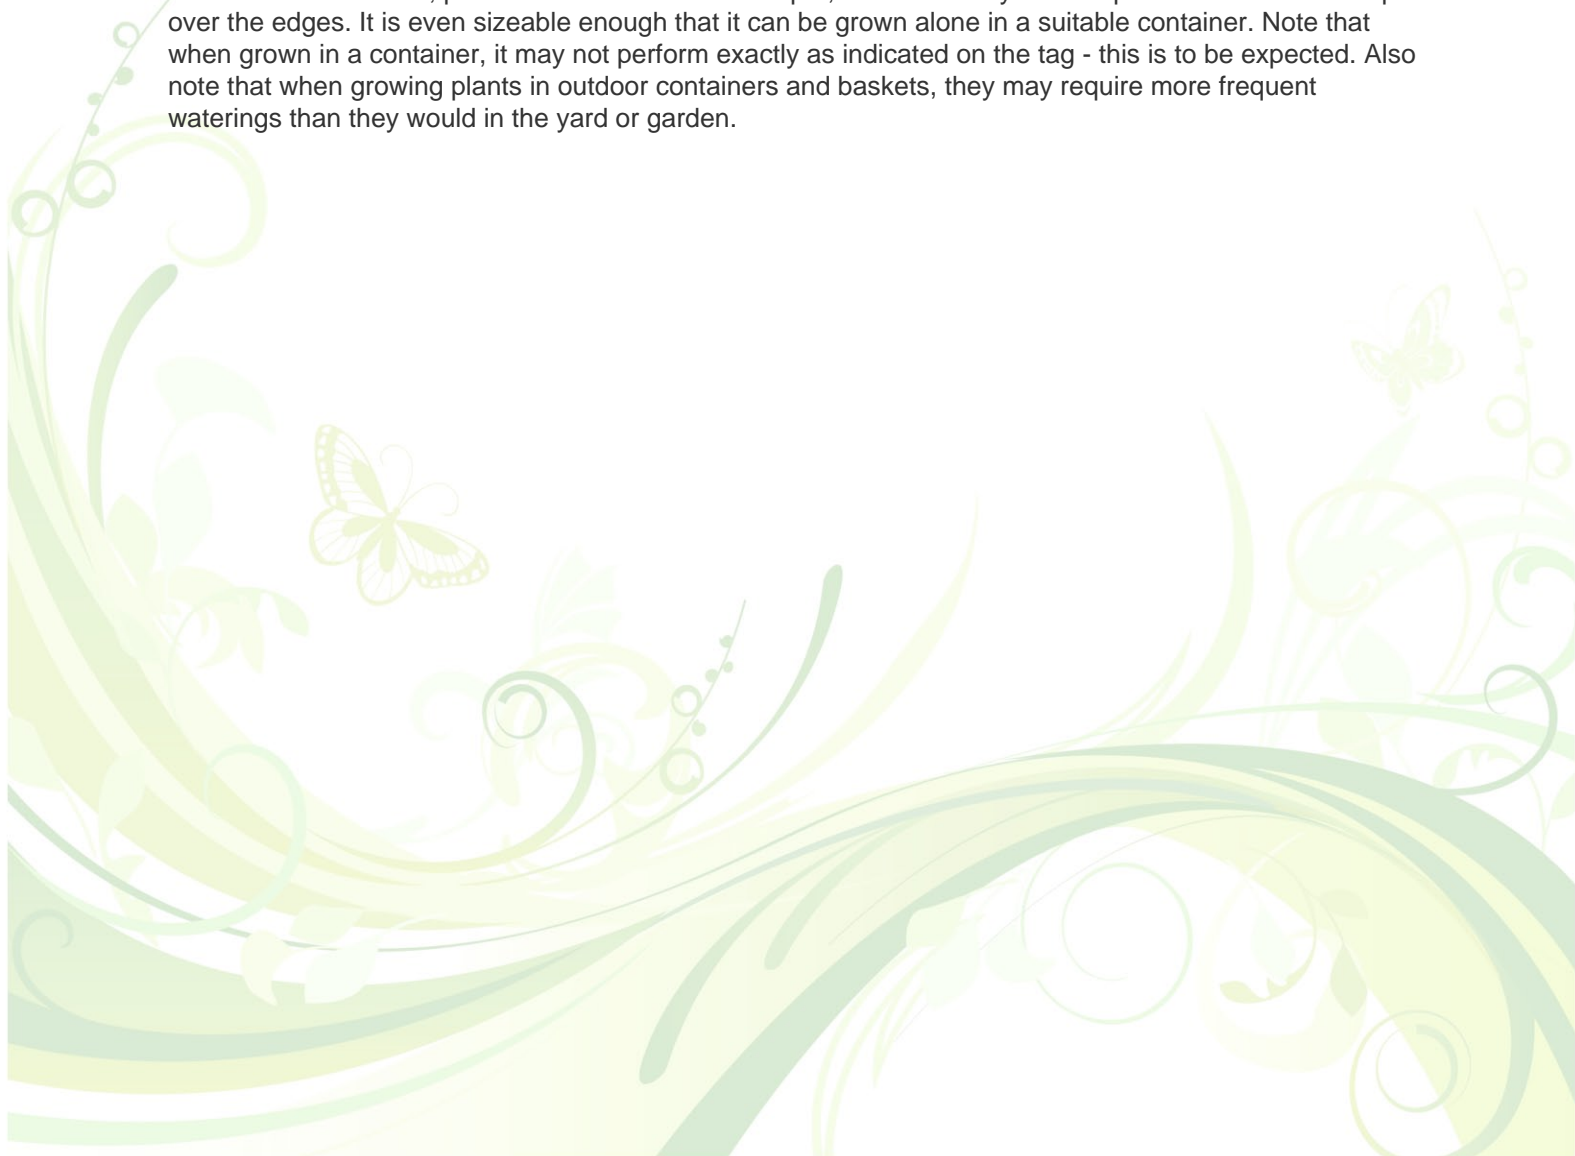 over the edges. It is even sizeable enough that it can be grown alone in a suitable container. Note that
when grown in a container, it may not perform exactly as indicated on the tag - this is to be expected. Also
note that when growing plants in outdoor containers and baskets, they may require more frequent
waterings than they would in the yard or garden.